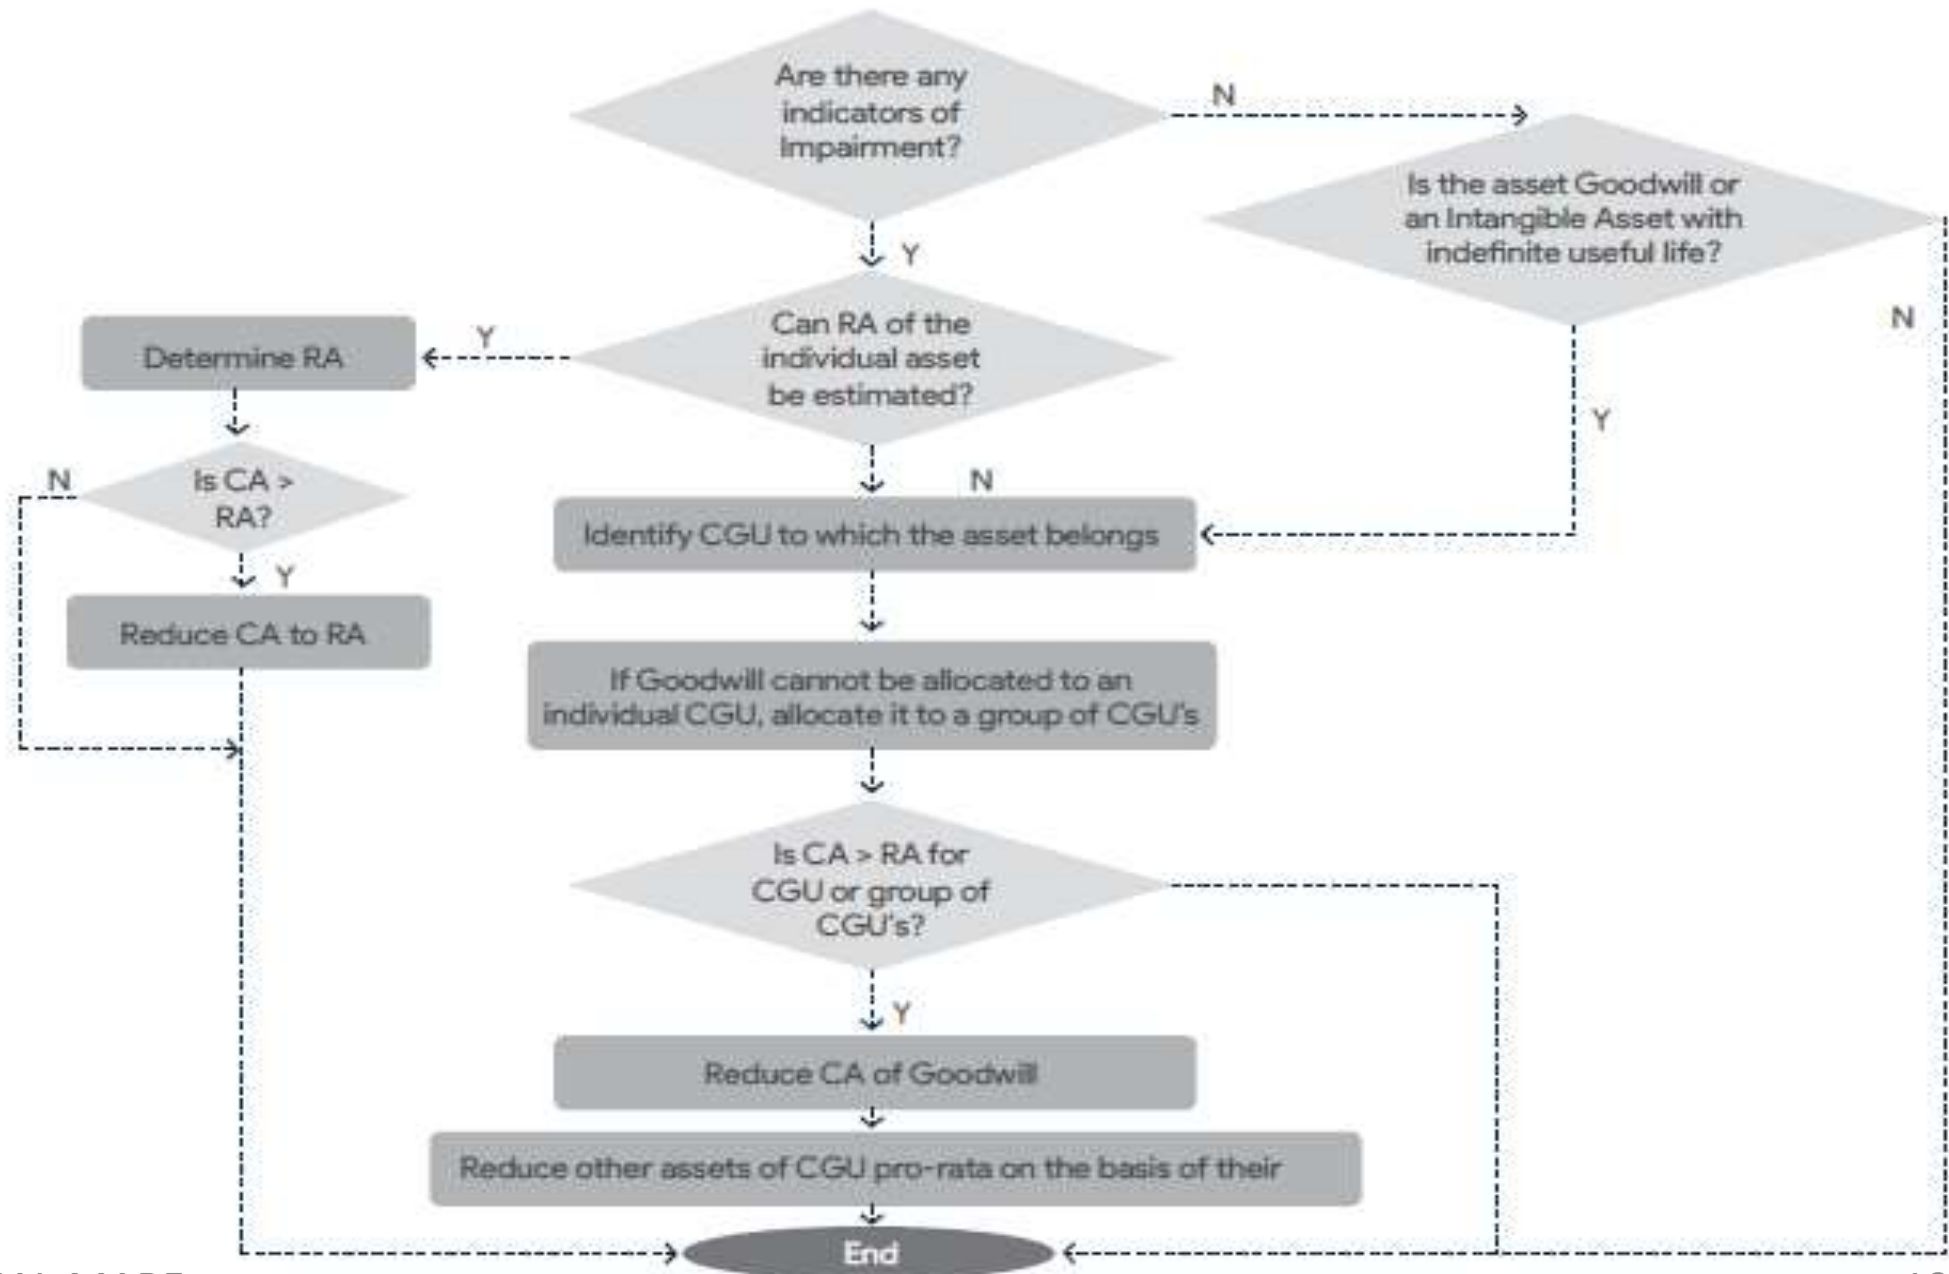 Are there any
indicators of
Impairment?
N
Is the asset Goodwill or
an Intangible Asset with
indefinite useful life?
Y
N
Can RA of the
individual asset
be estimated?
Y
Determine RA
Y
N
Is CA >
RA?
N
Identify CGU to which the asset belongs
Y
Reduce CA to RA
If Goodwill cannot be allocated to an
individual CGU, allocate it to a group of CGU's
Is CA > RA for
CGU or group of
CGU's?
Y
Reduce CA of Goodwill
Reduce other assets of CGU pro-rata on the basis of their
End